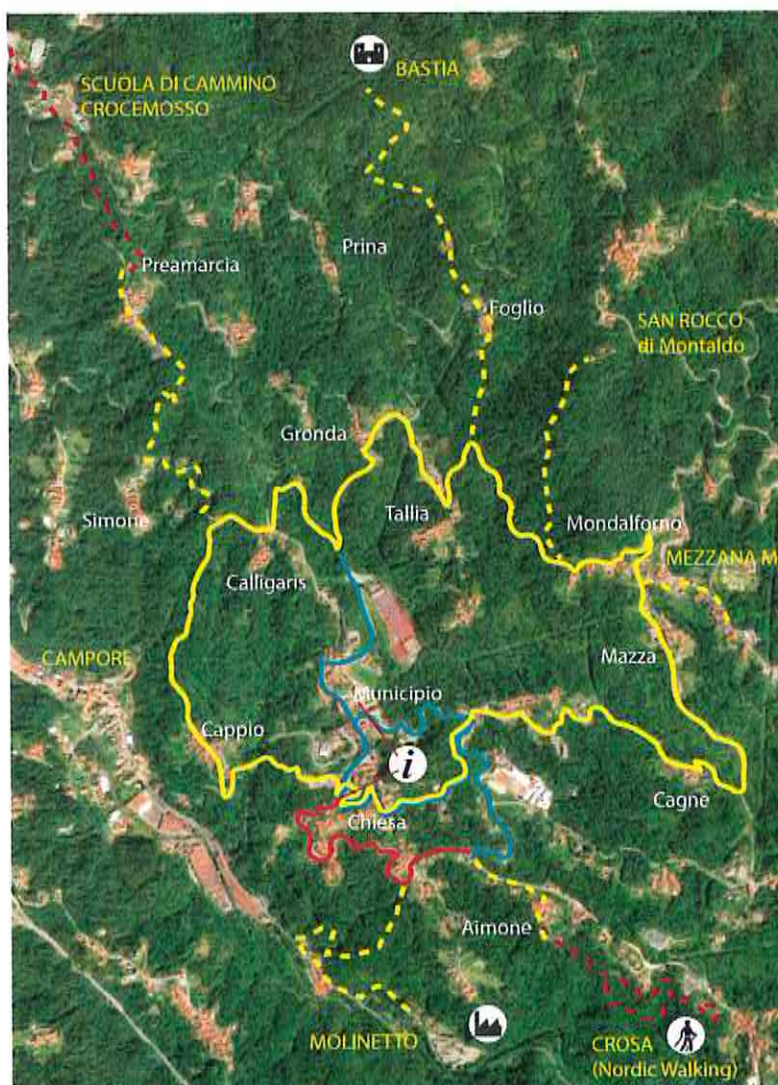 SCUOLA DI CAMMINO
CROCEMOSSO
BASTIA
Preamarcia
Prina
Foglio
SAN ROCCO
di Montaldo
Gronda
Simone
Tallia
Mondalforno
MEZZANA M
Calligaris
CAMPORE
Mazza
Municipio
Cappio
i
Cagne
Chiesa
Aimone
MOLINETTO
CROSA
(Nordic Walking)